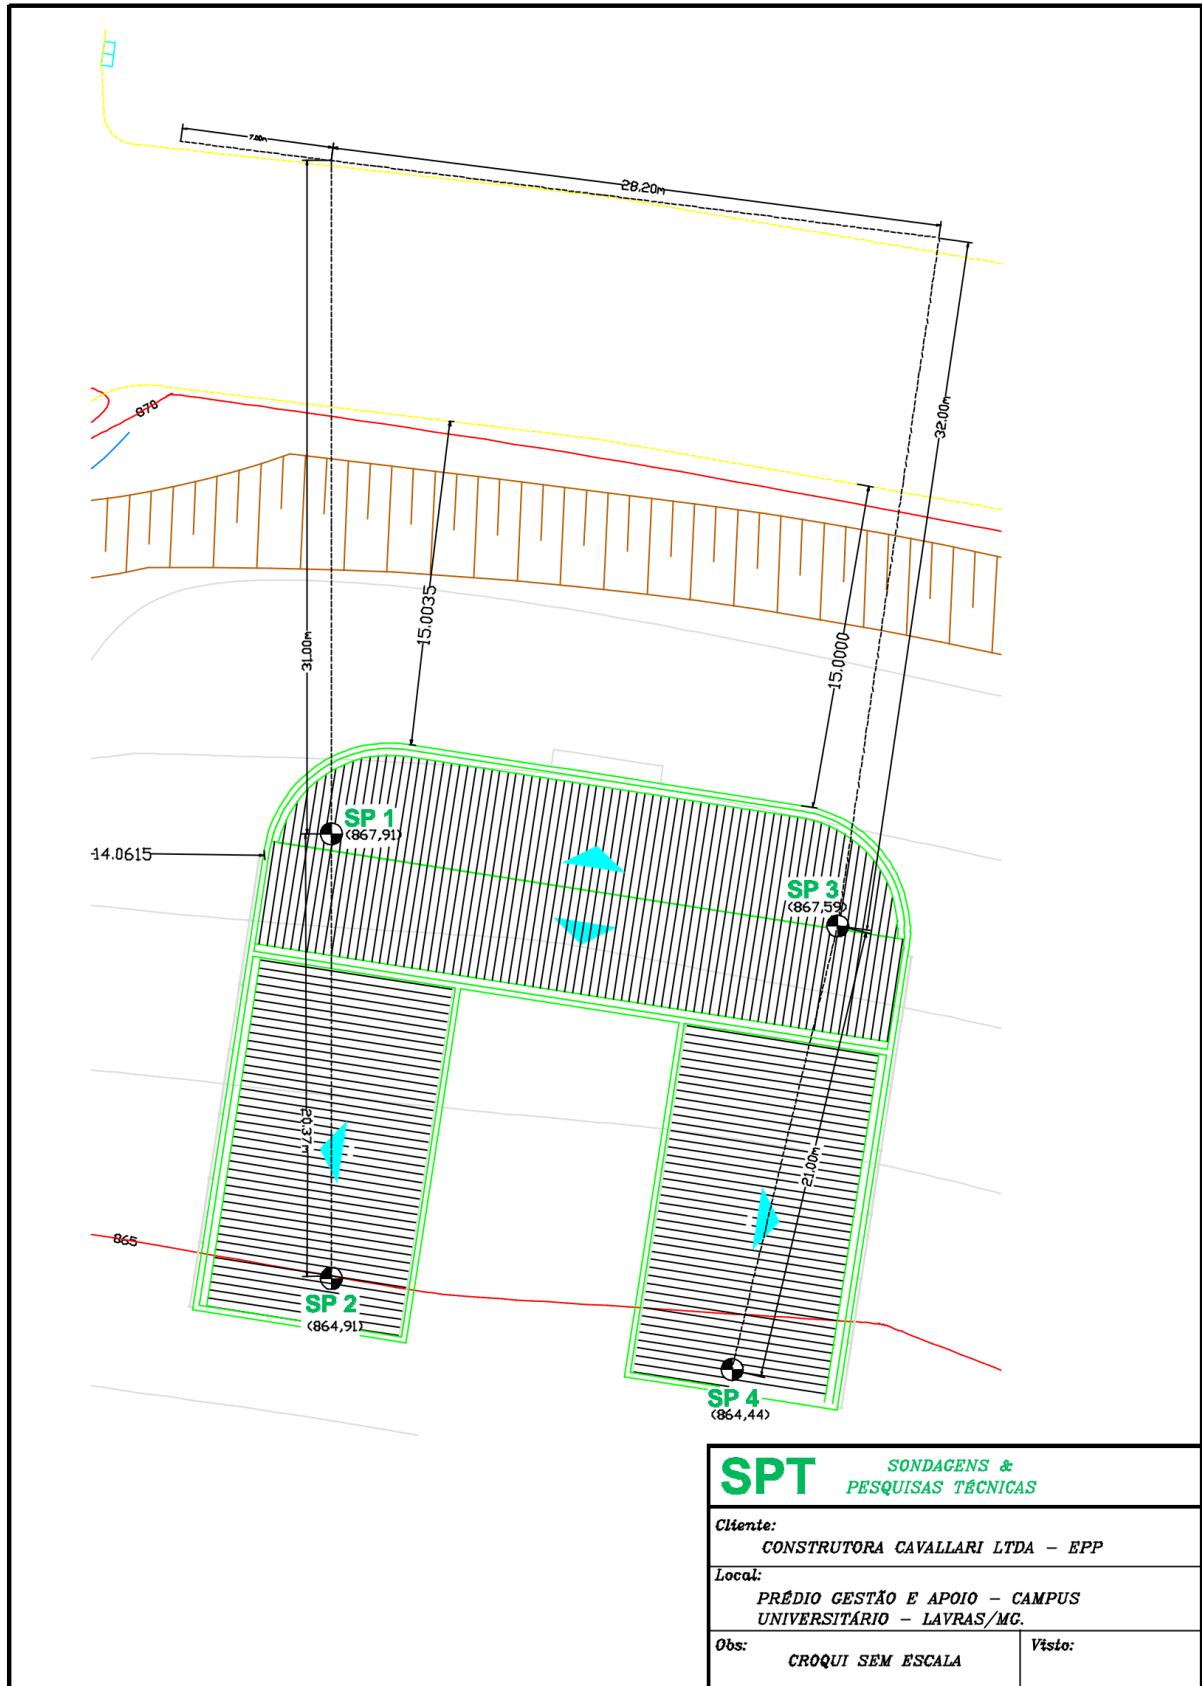 7.00m
28.20m
32.00m
870
15.0035
15.0000
31.00m
SP 1
(867,91)
14.0615
SP 3
(867,59)
20.37m
21.00m
865
SP 2
(864,91)
SP 4
(864,44)
SPT
SONDAGENS &
PESQUISAS TÉCNICAS
Cliente:
CONSTRUTORA CAVALLARI LTDA - EPP
Local:
PRÉDIO GESTÃO E APOIO - CAMPUS
UNIVERSITÁRIO - LAVRAS/MG.
Obs:
CROQUI SEM ESCALA
Visto: